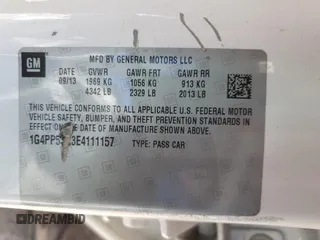 GM
MFD BY GENERAL MOTORS LLC
DATE GVWR GAWR FRT GAWR RR
09/13 1969 KG 1056 KG 913 KG
4342 LB 2329 LB 2013 LB
THIS VEHICLE CONFORMS TO ALL APPLICABLE U.S. FEDERAL MOTOR
VEHICLE SAFETY, BUMPER, AND THEFT PREVENTION STANDARDS
IN EFFECT ON THE DATE OF MANUFACTURE SHOWN ABOVE.
TYPE: PASS CAR
DREAMBID